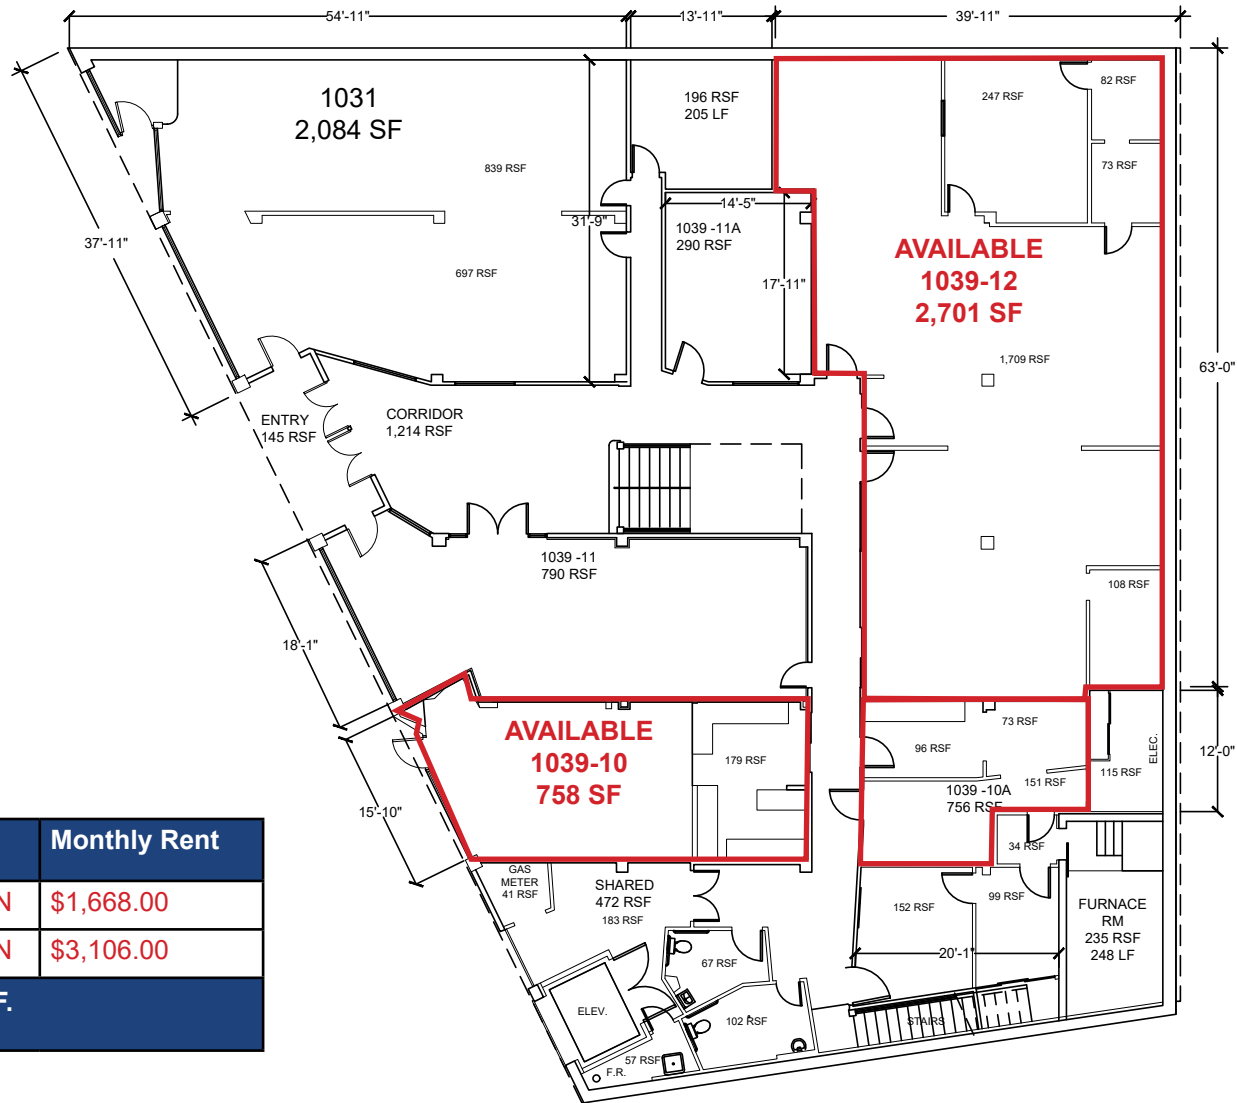 54'-11"
13'-11"
39'-11"
1031
2,084 SF
196 RSF
205 LF
247 RSF
82 RSF
839 RSF
73 RSF
14'-5"
31'-9"
1039 -11A
290 RSF
37'-11"
AVAILABLE
1039-12
2,701 SF
697 RSF
17'-11"
1,709 RSF
63'-0"
ENTRY
145 RSF
CORRIDOR
1,214 RSF
1039 -11
790 RSF
108 RSF
18'-1"
AVAILABLE
1039-10
758 SF
179 RSF
73 RSF
96 RSF
ELEC.
12'-0"
115 RSF
151 RSF
1039 -10A
756 RSF
15'-10"
Monthly Rent
N $1,668.00
N $3,106.00
F.
34 RSF
GAS
METER
41 RSF
SHARED
472 RSF
183 RSF
152 RSF
99 RSF
FURNACE
RM
235 RSF
248 LF
20'-1"
67 RSF
ELEV.
102 RSF
STAIRS
57 RSF
F.R.